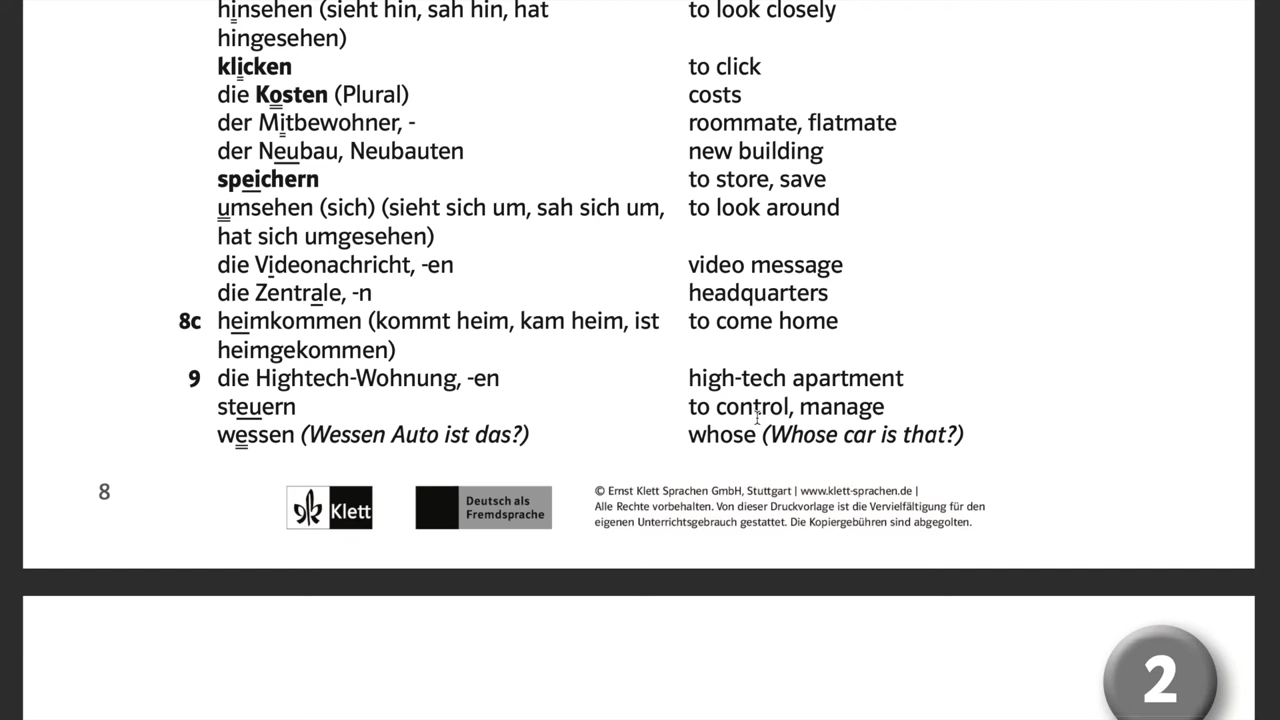 hinsehen (sieht hin, sah hin, hat to look closely
hingesehen)
klicken to click
die Kosten (Plural) costs
der Mitbewohner, - roommate, flatmate
der Neubau, Neubauten new building
speichern to store, save
umsehen (sich) (sieht sich um, sah sich um, to look around
hat sich umgesehen)
die Videonachricht, -en video message
die Zentrale, -n headquarters
8c heimkommen (kommt heim, kam heim, ist to come home
heimgekommen)
9 die Hightech-Wohnung, -en high-tech apartment
steuern to control, manage
wessen (Wessen Auto ist das?) whose (Whose car is that?)
8
Klett
Deutsch als
Fremdsprache
© Ernst Klett Sprachen GmbH, Stuttgart | www.klett-sprachen.de |
Alle Rechte vorbehalten. Von dieser Druckvorlage ist die Vervielfältigung für den
eigenen Unterrichtsgebrauch gestattet. Die Kopiergebühren sind abgegolten.
2